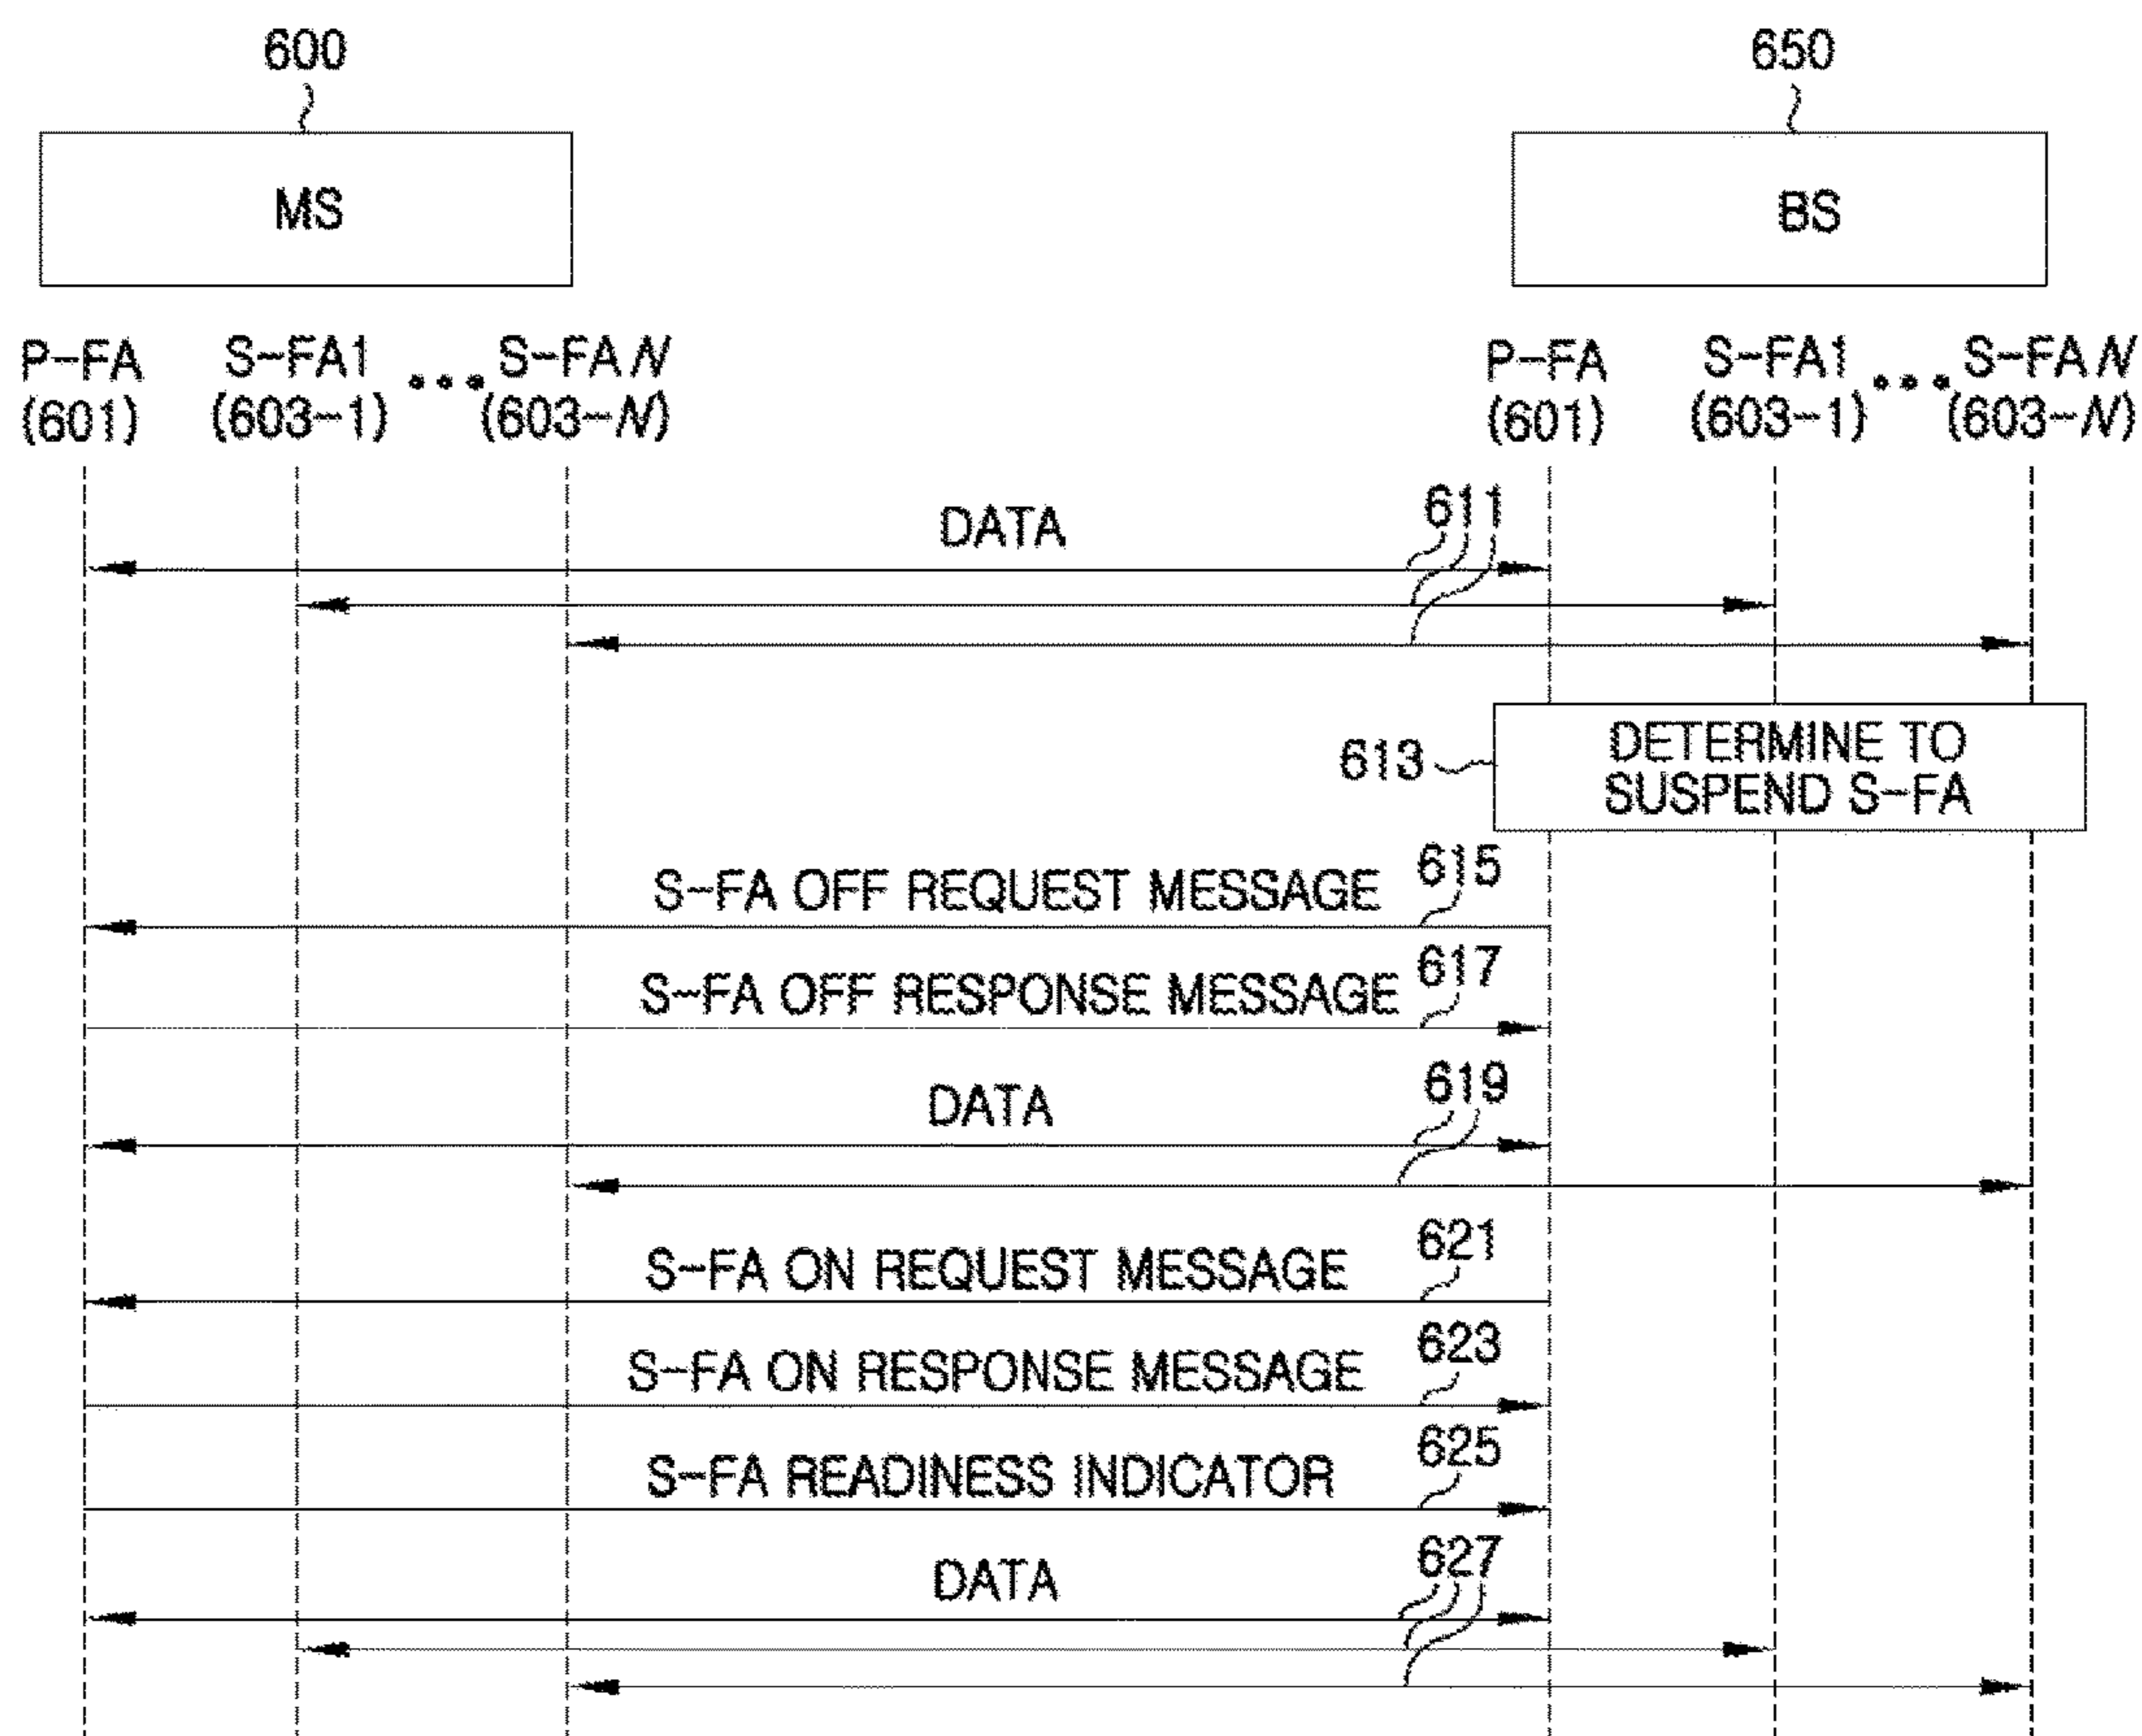 600
650
MS
BS
P-FA S-FA1 ••• S-FA N
(601) (603-1) (603-N)
P-FA S-FA1 ••• S-FA N
(601) (603-1) (603-N)
DATA
611
613
DETERMINE TO
SUSPEND S-FA
S-FA OFF REQUEST MESSAGE
615
S-FA OFF RESPONSE MESSAGE
617
DATA
619
S-FA ON REQUEST MESSAGE
621
S-FA ON RESPONSE MESSAGE
623
S-FA READINESS INDICATOR
625
DATA
627